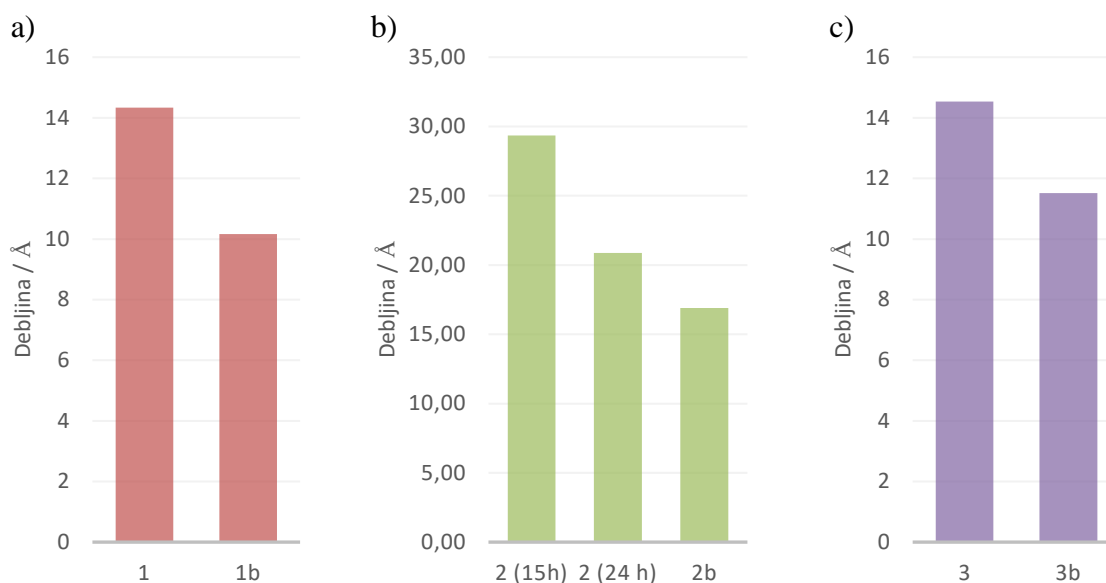 a)
Debljina / Å
16
14
12
10
8
6
4
2
0
1 1b
b)
Debljina / Å
35,00
30,00
25,00
20,00
15,00
10,00
5,00
0,00
2 (15h) 2 (24 h) 2b
c)
Debljina / Å
16
14
12
10
8
6
4
2
0
3 3b